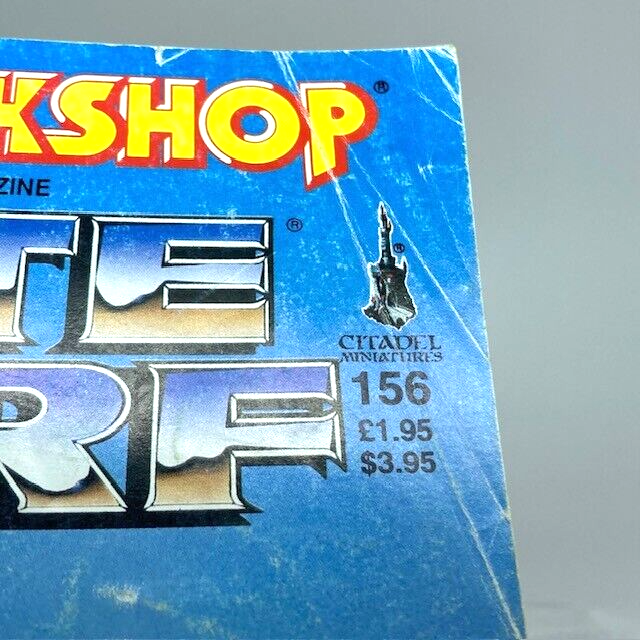 KSHOP®
ZINE
TE®
®
CITADEL
MINIATURES
RF
156
£1.95
$3.95